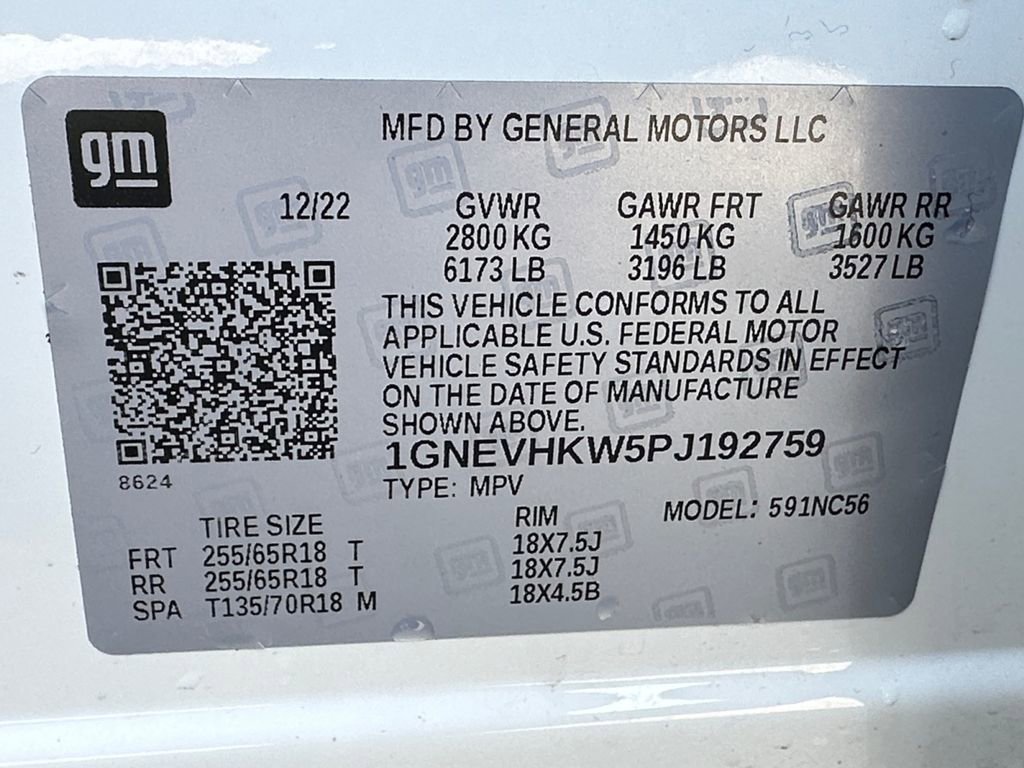 gm
MFD BY GENERAL MOTORS LLC
12/22 GVWR GAWR FRT GAWR RR
2800 KG 1450 KG 1600 KG
6173 LB 3196 LB 3527 LB
THIS VEHICLE CONFORMS TO ALL
APPLICABLE U.S. FEDERAL MOTOR
VEHICLE SAFETY STANDARDS IN EFFECT
ON THE DATE OF MANUFACTURE
SHOWN ABOVE.
1GNEVHKW5PJ192759
8624
TYPE: MPV MODEL: 591NC56
TIRE SIZE RIM
FRT 255/65R18 T 18X7.5J
RR 255/65R18 T 18X7.5J
SPA T135/70R18 M 18X4.5B